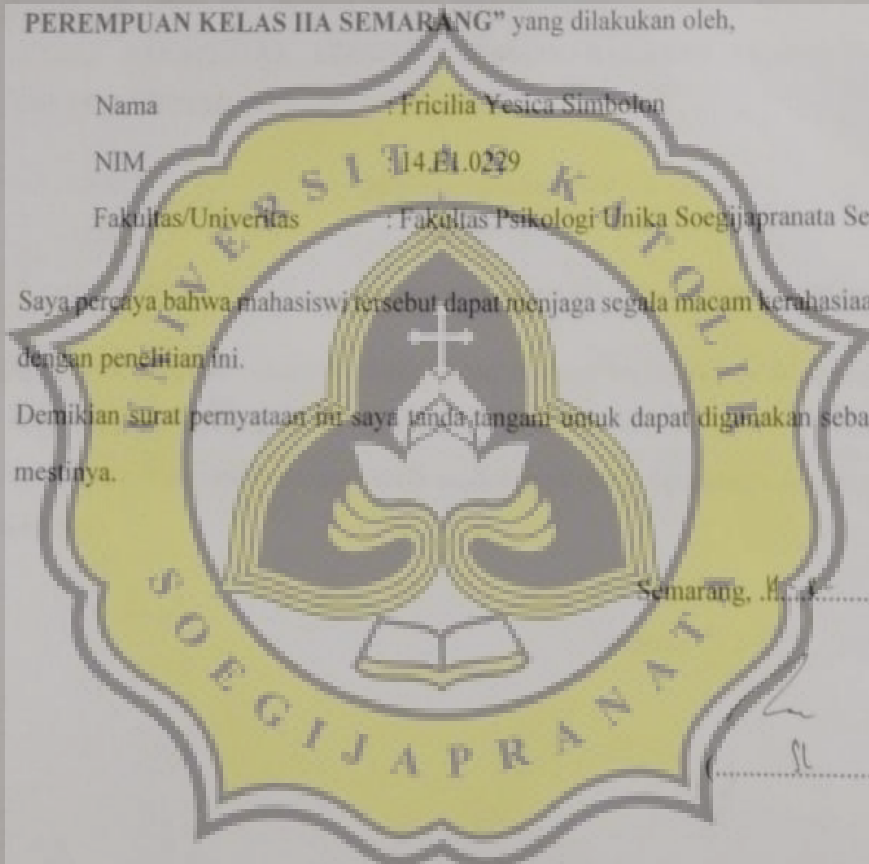 PEREMPUAN KELAS IIA SEMARANG” yang dilakukan oleh,
Nama : Fricilia Yesica Simbolon
NIM : 14.E1.0229
Fakultas/Univeritas : Fakultas Psikologi Unika Soegijapranata Se
Saya percaya bahwa mahasiswi tersebut dapat menjaga segala macam kerahasiaa
dengan penelitian ini.
Demikian surat pernyataan ini saya tanda tangani untuk dapat digunakan seba
mestinya.
Semarang,
UNIVERSITAS KATOLIK
SOEGIJAPRANATA